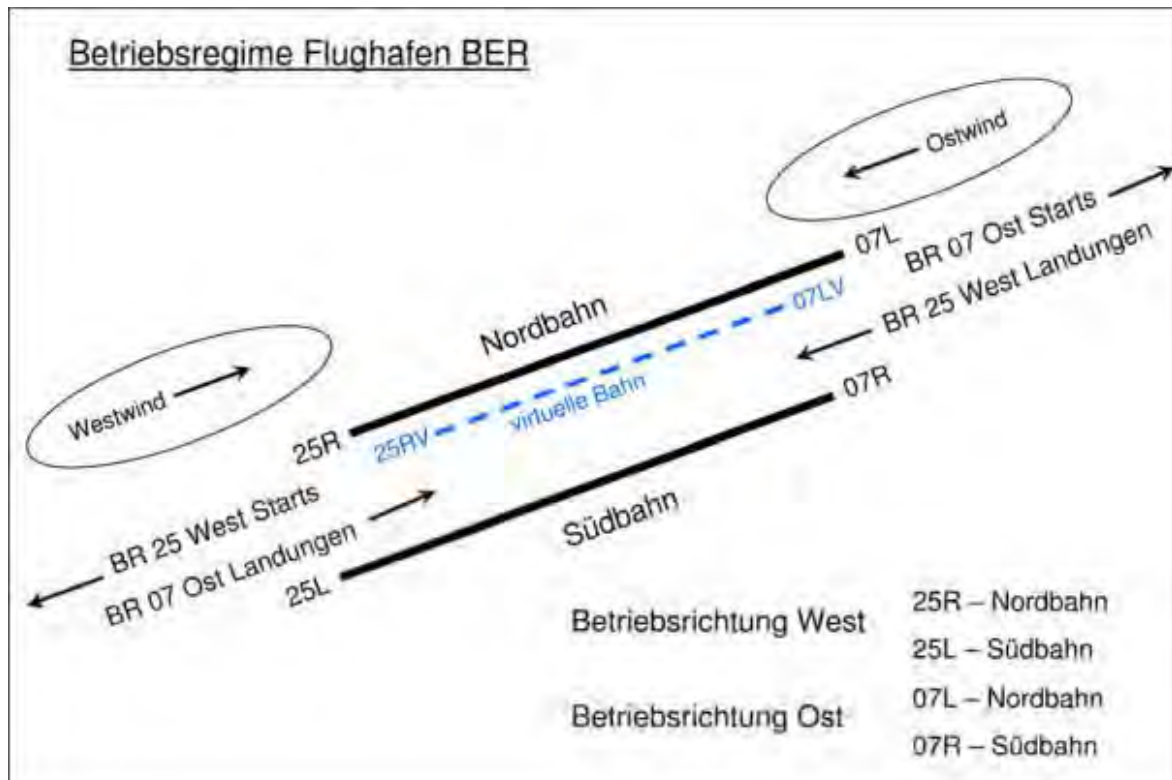 Betriebsregime Flughafen BER
Ostwind
BR 07 Ost Starts
BR 25 West Landungen
07L
07LV
Nordbahn
virtuelle Bahn
07R
Westwind
25R
25RV
BR 25 West Starts
BR 07 Ost Landungen
25L
Südbahn
Betriebsrichtung West
25R – Nordbahn
25L – Südbahn
Betriebsrichtung Ost
07L – Nordbahn
07R – Südbahn